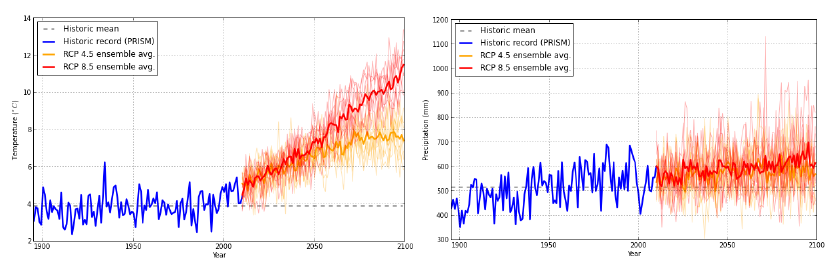 14
12
10
8
6
4
2
Temperature (°C)
Historic mean
Historic record (PRISM)
RCP 4.5 ensemble avg.
RCP 8.5 ensemble avg.
1900
1950
2000
2050
2100
Year
1200
1100
1000
900
800
700
600
500
400
300
Precipitation (mm)
Historic mean
Historic record (PRISM)
RCP 4.5 ensemble avg.
RCP 8.5 ensemble avg.
1900
1950
2000
2050
2100
Year